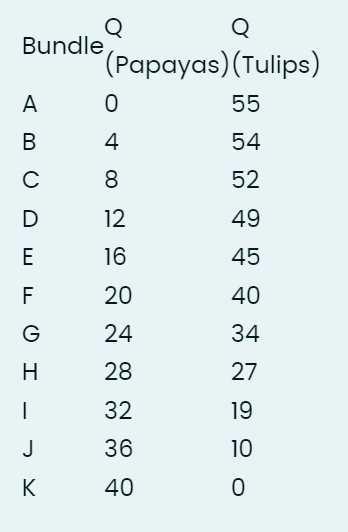 Bundle Q (Papayas) Q (Tulips)
A 0 55
B 4 54
C 8 52
D 12 49
E 16 45
F 20 40
G 24 34
H 28 27
I 32 19
J 36 10
K 40 0